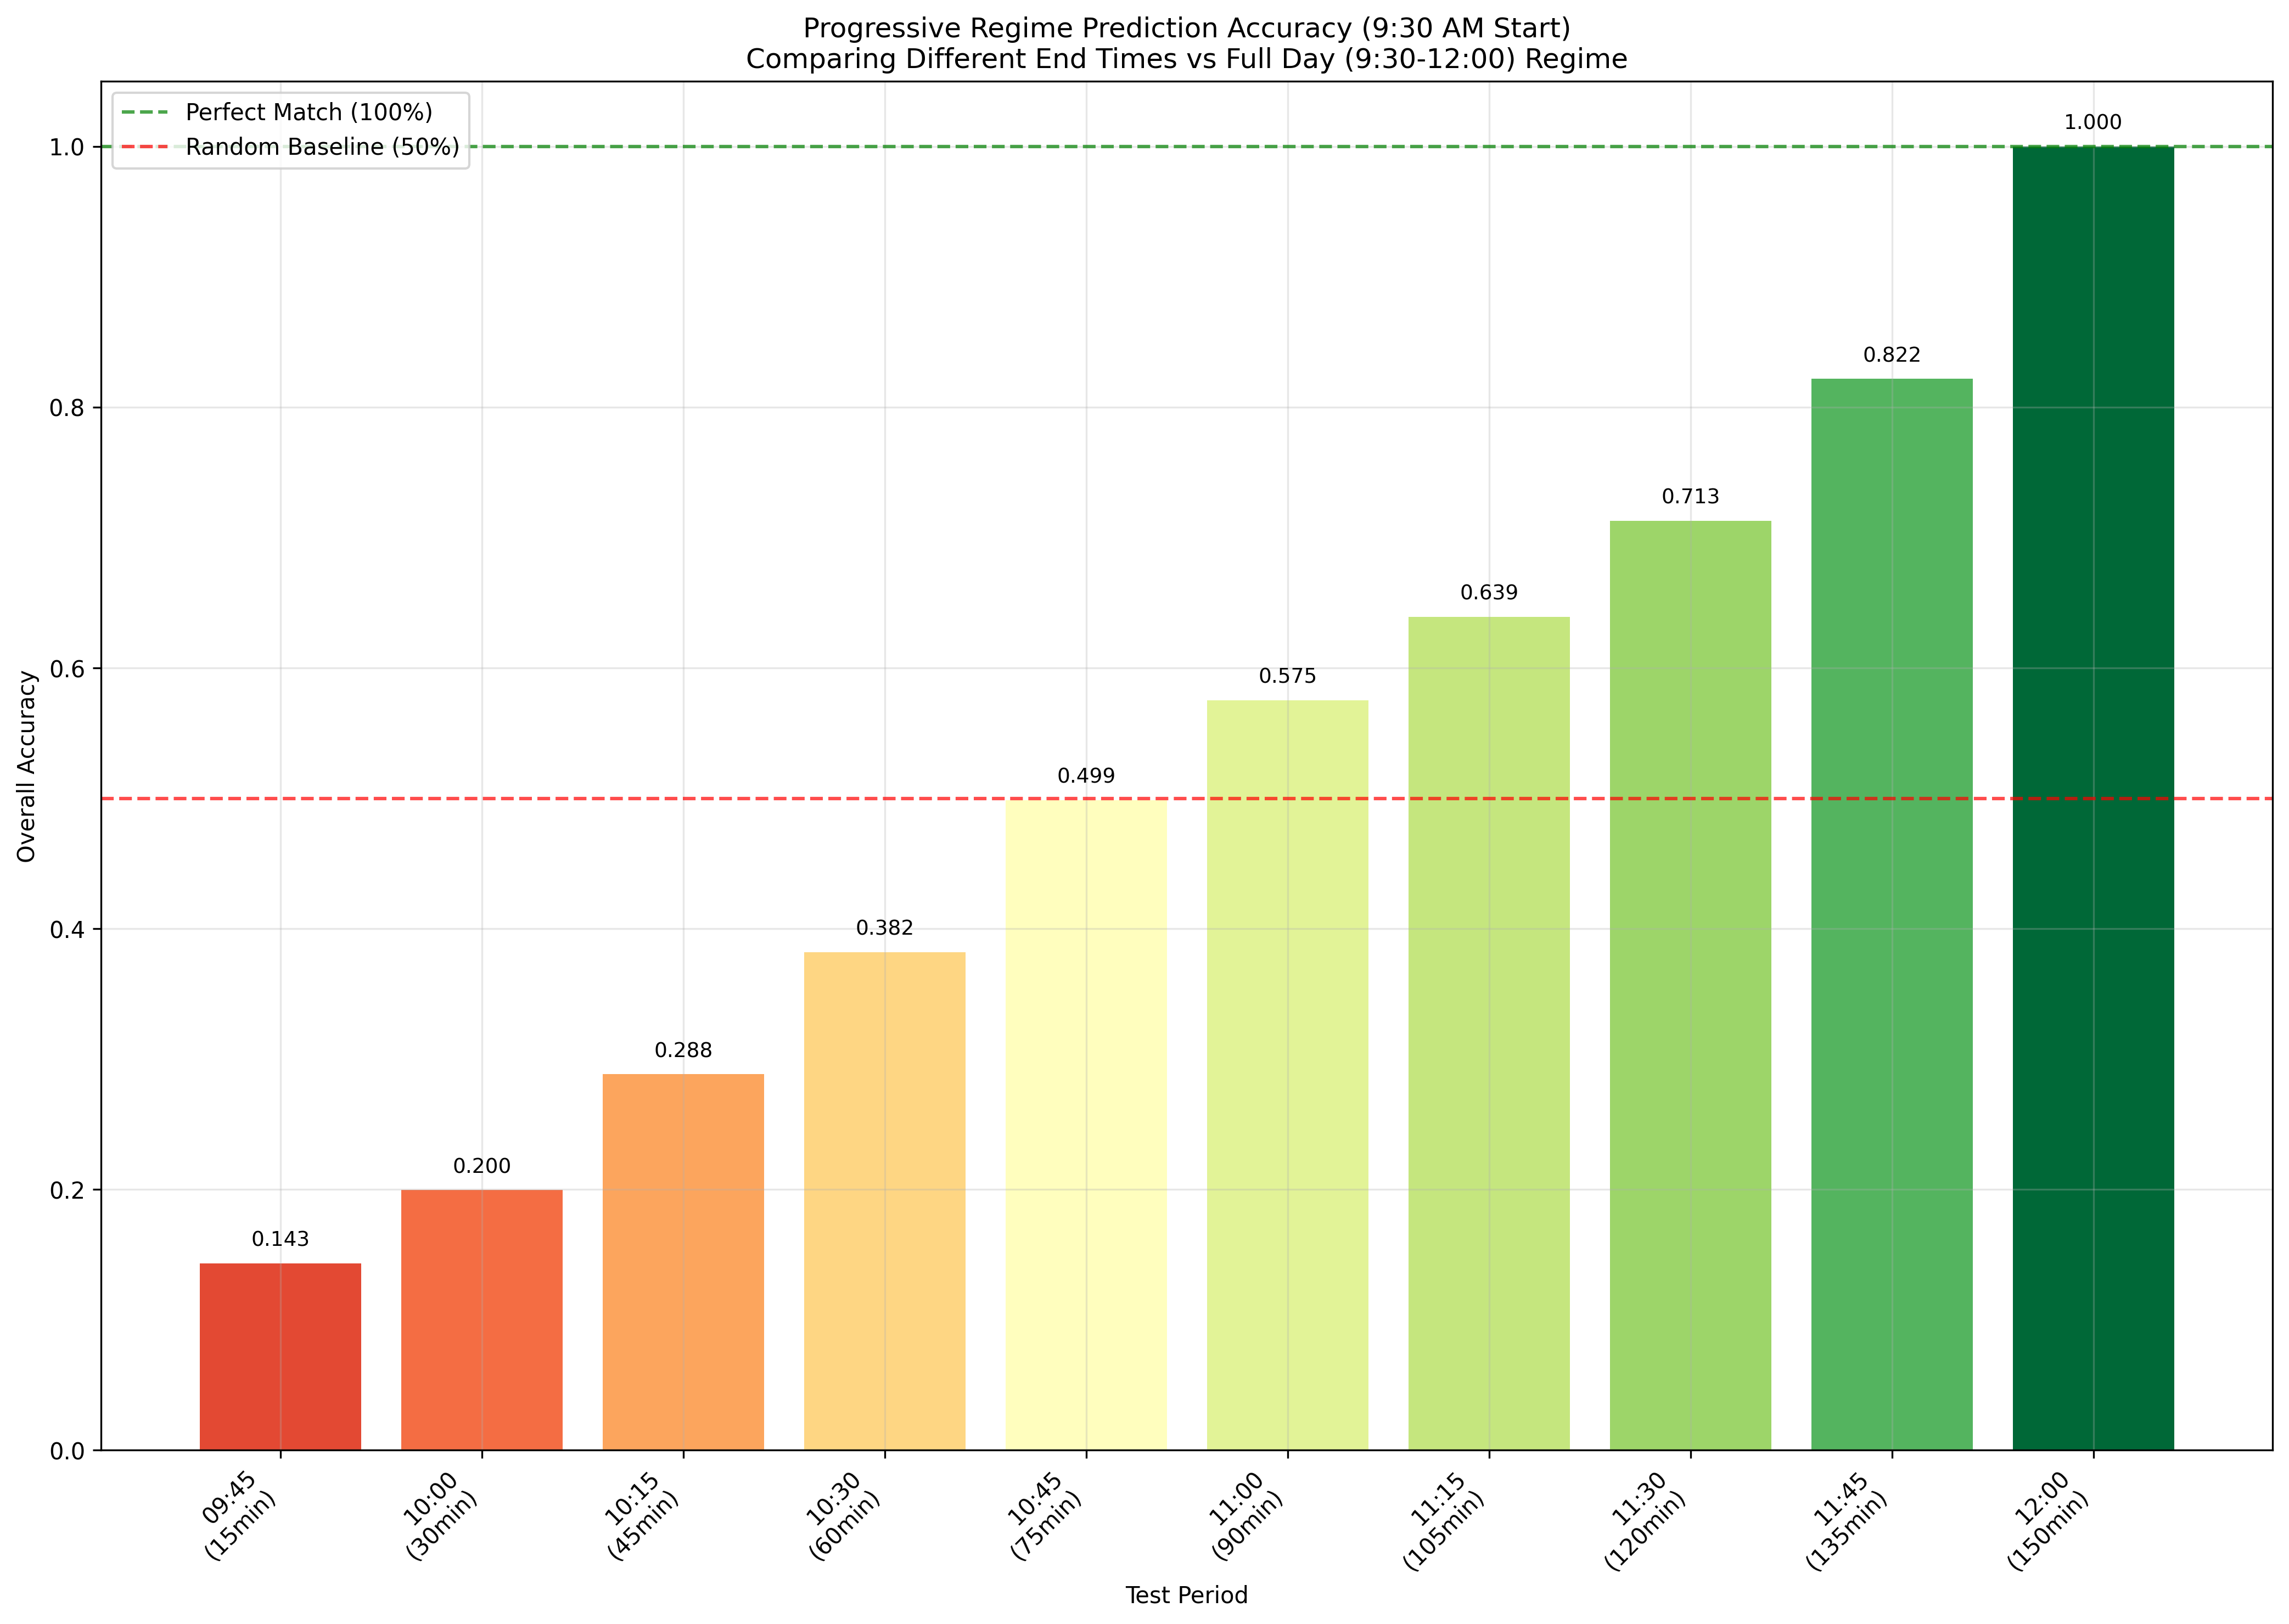 Progressive Regime Prediction Accuracy (9:30 AM Start)
Comparing Different End Times vs Full Day (9:30-12:00) Regime
Perfect Match (100%)
Random Baseline (50%)
Overall Accuracy
1.0
0.8
0.6
0.4
0.2
0.0
0.143
0.200
0.288
0.382
0.499
0.575
0.639
0.713
0.822
1.000
09:45
(15min)
10:00
(30min)
10:15
(45min)
10:30
(60min)
10:45
(75min)
11:00
(90min)
11:15
(105min)
11:30
(120min)
11:45
(135min)
12:00
(150min)
Test Period